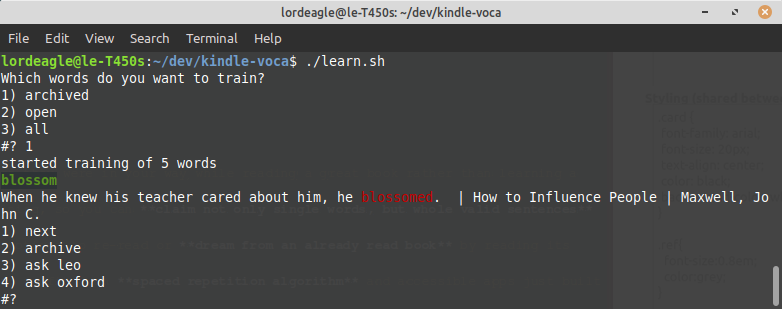 lordeagle@le-T450s: ~/dev/kindle-voca
File Edit View Search Terminal Help
lordeagle@le-T450s:~/dev/kindle-voca$ ./learn.sh
Which words do you want to train?
1) archived
2) open
3) all
#? 1
started training of 5 words
blossom
When he knew his teacher cared about him, he blossomed.  | How to Influence People | Maxwell, Jo
hn C.
1) next
2) archive
3) ask leo
4) ask oxford
#?